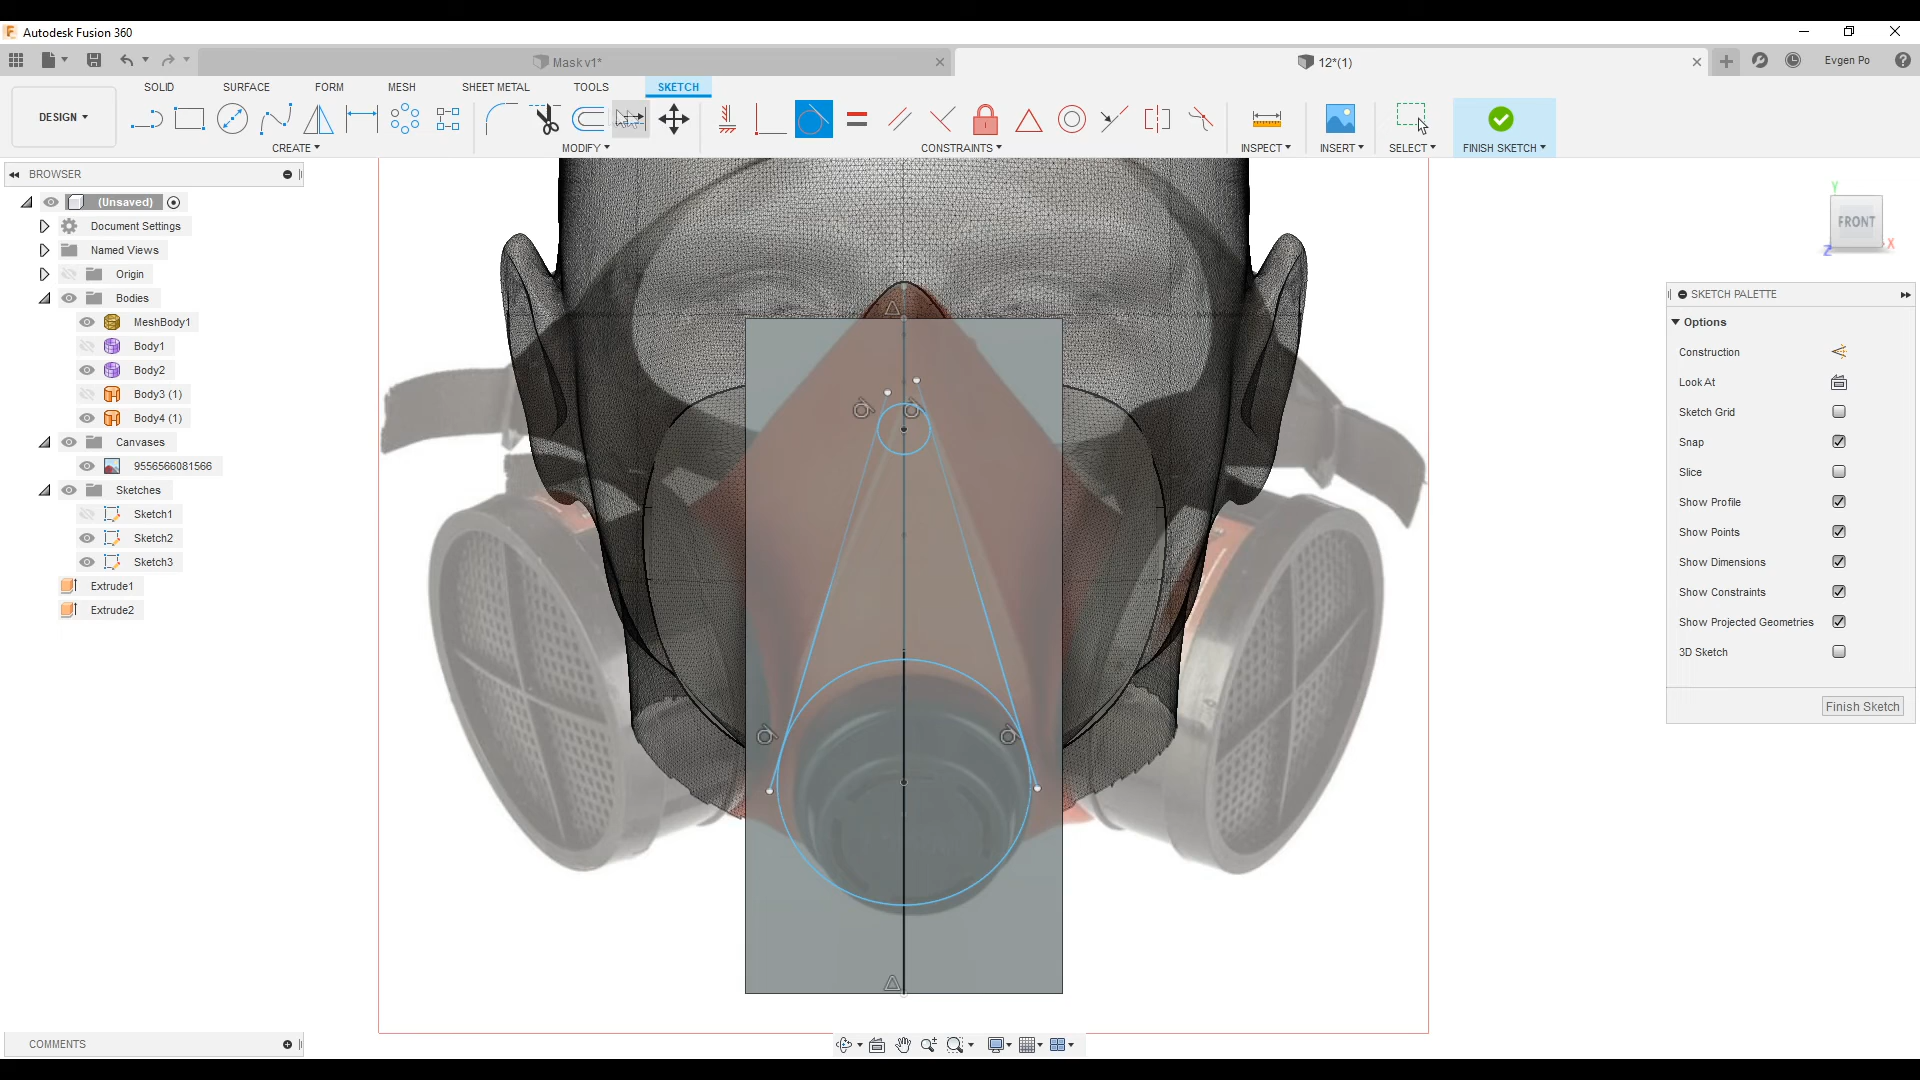 Autodesk Fusion 360
Mask v1*
12*(1)
Evgen Po
DESIGN
SOLID
SURFACE
FORM
MESH
SHEET METAL
TOOLS
SKETCH
CREATE
MODIFY
CONSTRAINTS
INSPECT
INSERT
SELECT
FINISH SKETCH
BROWSER
(Unsaved)
Document Settings
Named Views
Origin
Bodies
MeshBody1
Body1
Body2
Body3 (1)
Body4 (1)
Canvases
9556566081566
Sketches
Sketch1
Sketch2
Sketch3
Extrude1
Extrude2
Y
FRONT
X
Z
SKETCH PALETTE
Options
Construction
Look At
Sketch Grid
Snap
Slice
Show Profile
Show Points
Show Dimensions
Show Constraints
Show Projected Geometries
3D Sketch
Finish Sketch
COMMENTS